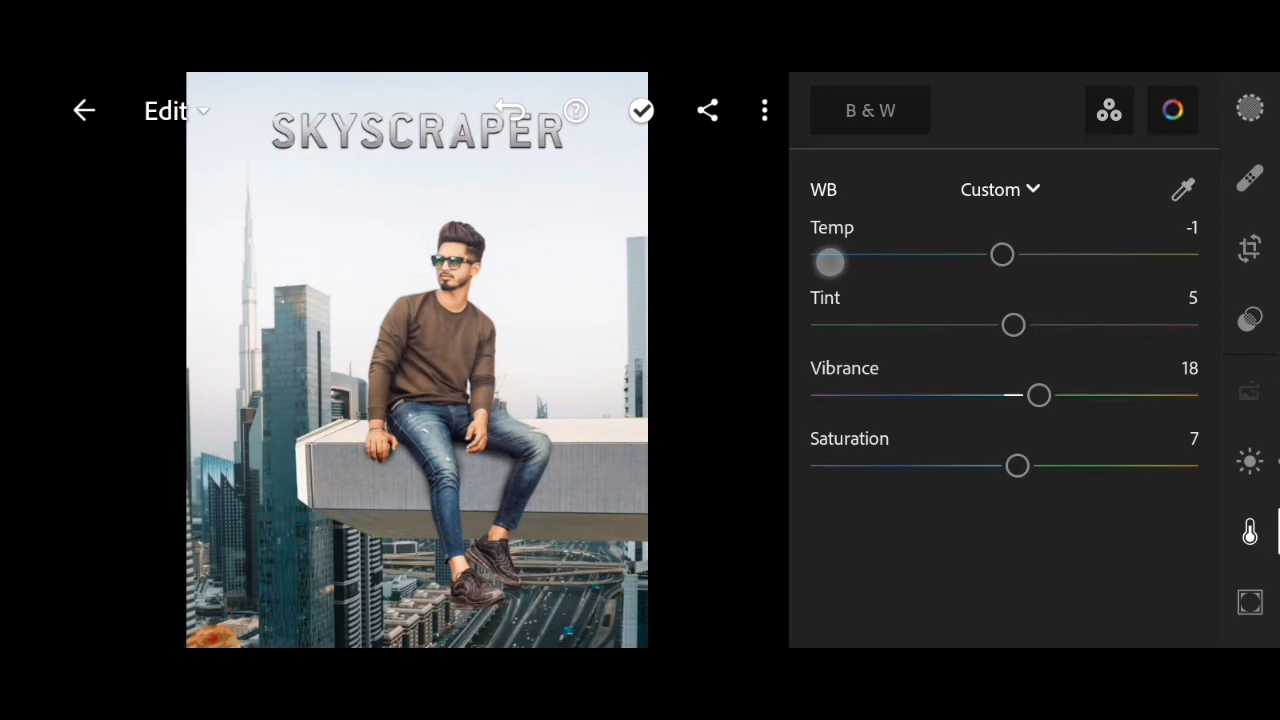 Edit
SKYSCRAPER
B & W
WB
Custom
Temp
-1
Tint
5
Vibrance
18
Saturation
7